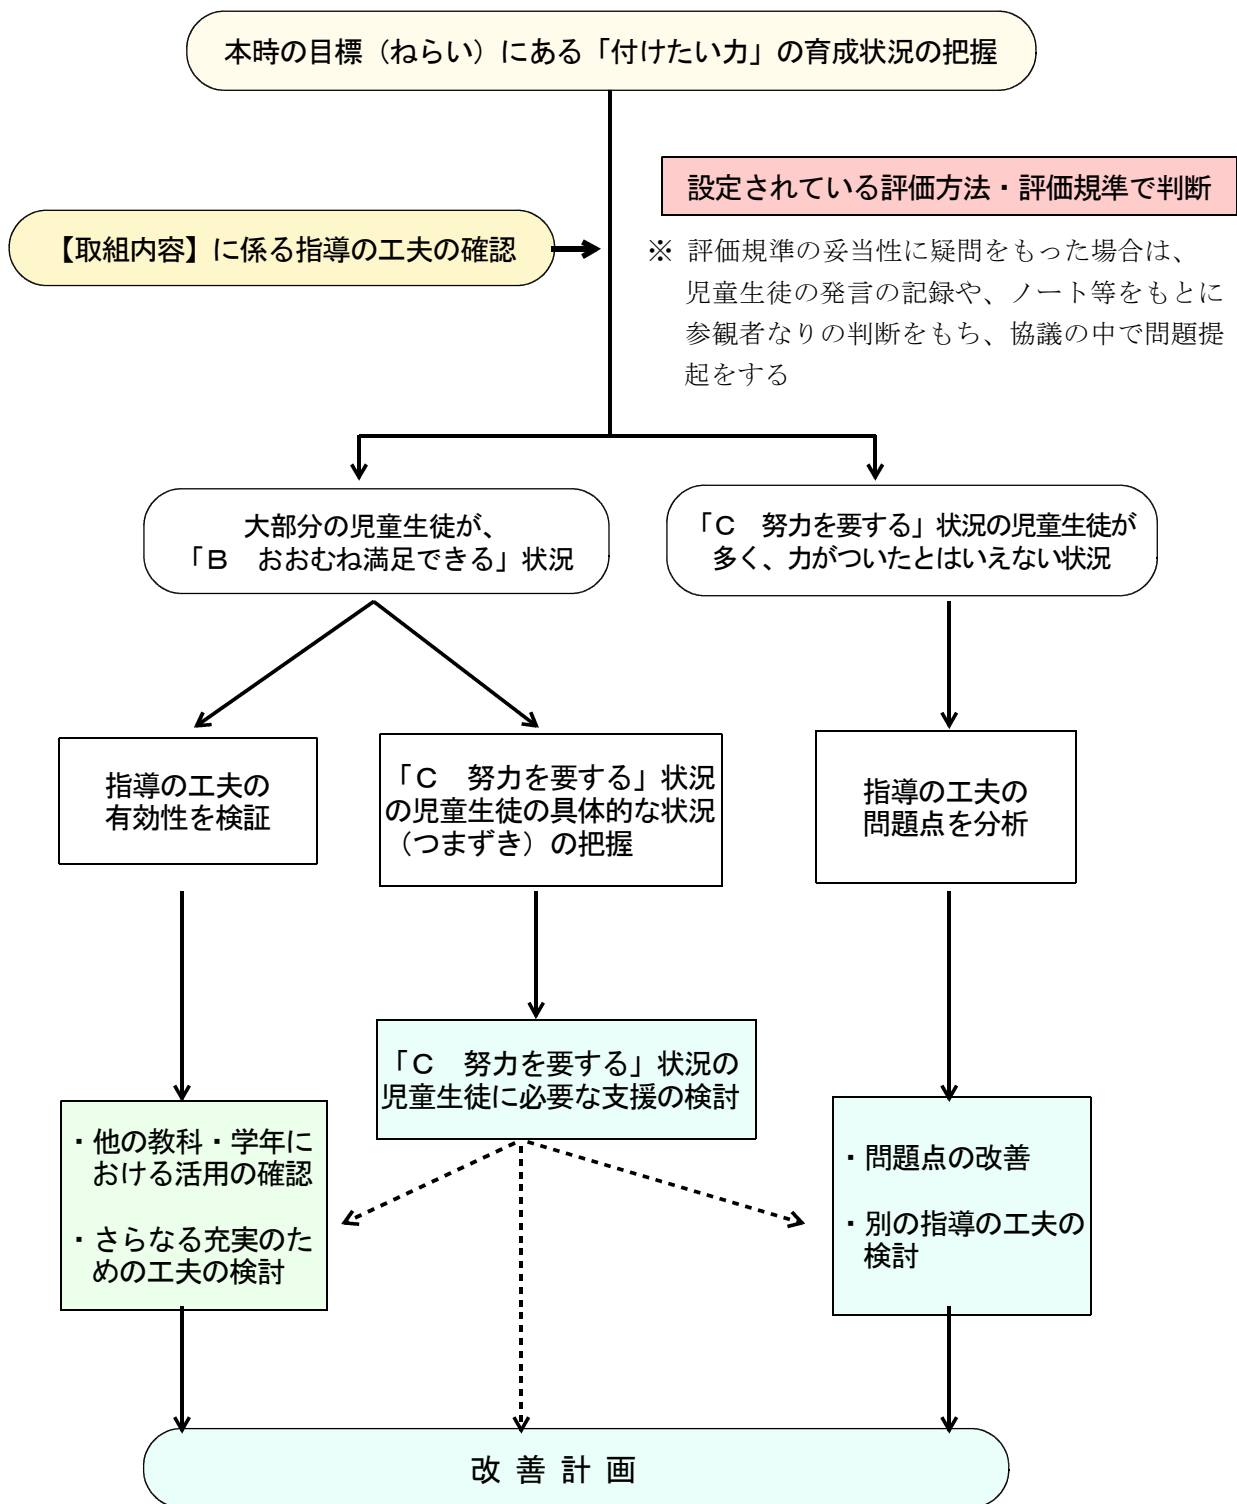 本時の目標（ねらい）にある「付けたい力」の育成状況の把握
設定されている評価方法・評価規準で判断
【取組内容】に係る指導の工夫の確認
※ 評価規準の妥当性に疑問をもった場合は、
児童生徒の発言の記録や、ノート等をもとに
参観者なりの判断をもち、協議の中で問題提
起をする
大部分の児童生徒が、
「Ｂ　おおむね満足できる」状況
「Ｃ　努力を要する」状況の児童生徒が
多く、力がついたとはいえない状況
指導の工夫の
有効性を検証
「Ｃ　努力を要する」状況
の児童生徒の具体的な状況
（つまずき）の把握
指導の工夫の
問題点を分析
「Ｃ　努力を要する」状況の
児童生徒に必要な支援の検討
・他の教科・学年に
おける活用の確認
・さらなる充実のた
めの工夫の検討
・問題点の改善
・別の指導の工夫の
検討
改 善 計 画